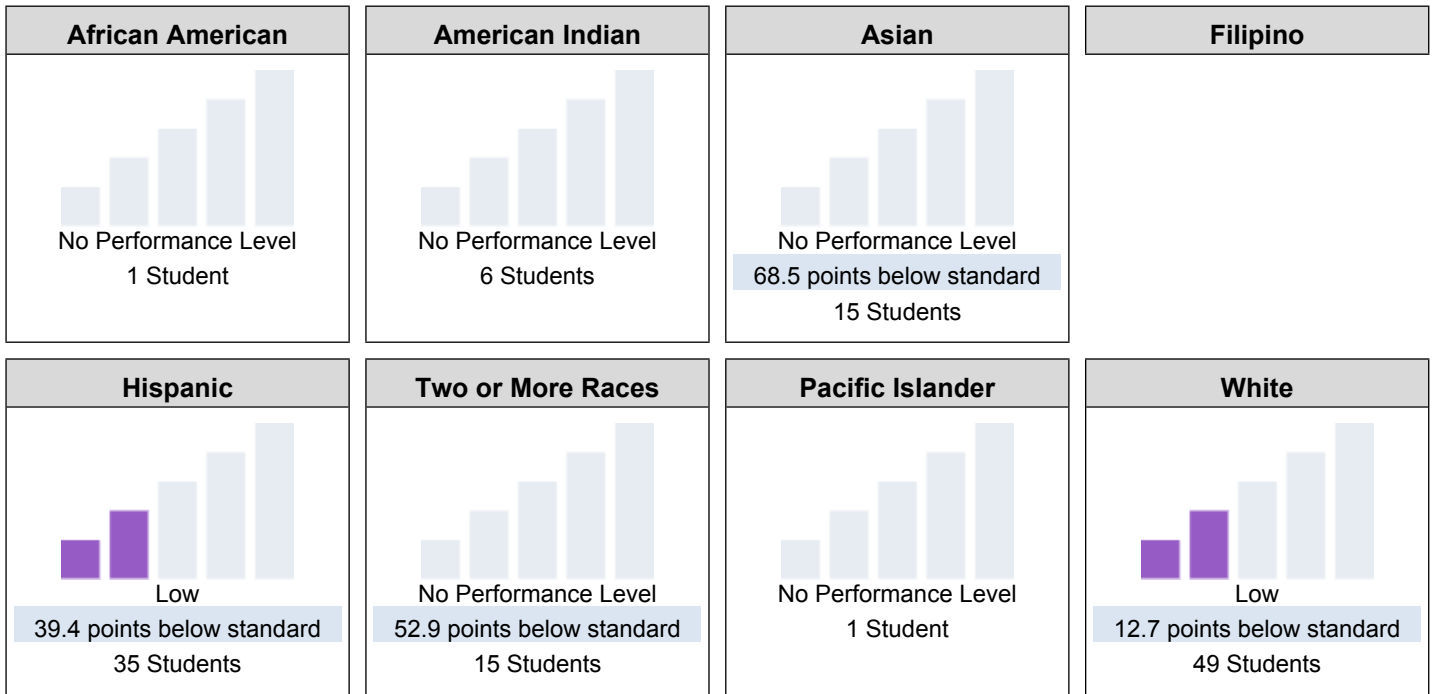 African American
No Performance Level
1 Student
American Indian
No Performance Level
6 Students
Asian
No Performance Level
68.5 points below standard
15 Students
Filipino
Hispanic
Low
39.4 points below standard
35 Students
Two or More Races
No Performance Level
52.9 points below standard
15 Students
Pacific Islander
No Performance Level
1 Student
White
Low
12.7 points below standard
49 Students